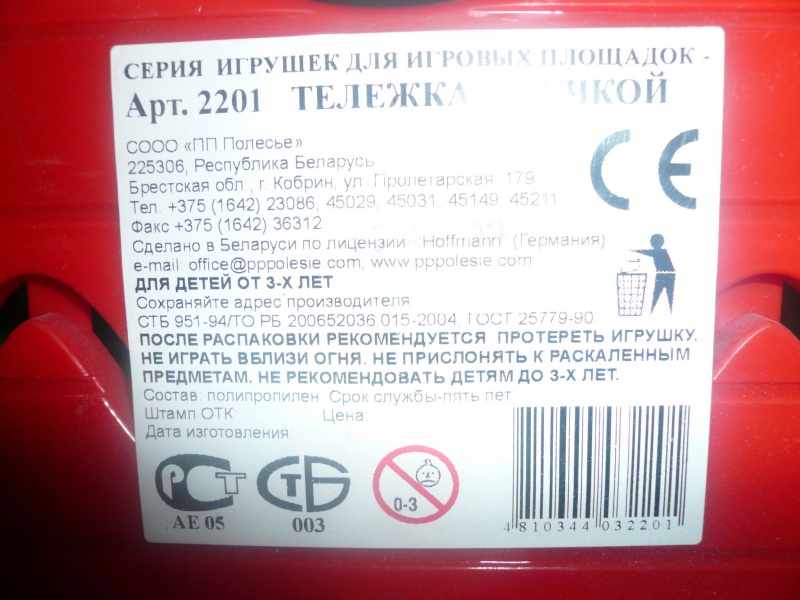 СЕРИЯ ИГРУШЕК ДЛЯ ИГРОВЫХ ПЛОЩАДОК -
Арт. 2201 ТЕЛЕЖКА
СООО «ПП Полесье»
225306, Республика Беларусь
Брестская обл., г. Кобрин, ул. Пролетарская, 179
Тел. +375 (1642) 23086, 45029, 45031, 45149, 45211
Факс +375 (1642) 36312
Сделано в Беларуси по лицензии "Hoffmann" (Германия)
e-mail: office@pppolesie.com, www.pppolesie.com
ДЛЯ ДЕТЕЙ ОТ 3-Х ЛЕТ
Сохраняйте адрес производителя
СТБ 951-94/ТО РБ 200652036.015-2004, ГОСТ 25779-90
ПОСЛЕ РАСПАКОВКИ РЕКОМЕНДУЕТСЯ ПРОТЕРЕТЬ ИГРУШКУ.
НЕ ИГРАТЬ ВБЛИЗИ ОГНЯ. НЕ ПРИСЛОНЯТЬ К РАСКАЛЕННЫМ
ПРЕДМЕТАМ. НЕ РЕКОМЕНДОВАТЬ ДЕТЯМ ДО 3-Х ЛЕТ.
Состав: полипропилен. Срок службы-пять лет
Штамп ОТК Цена
Дата изготовления
CE
РСТ
АЕ 05
СТБ
003
0-3
4 810344 032201